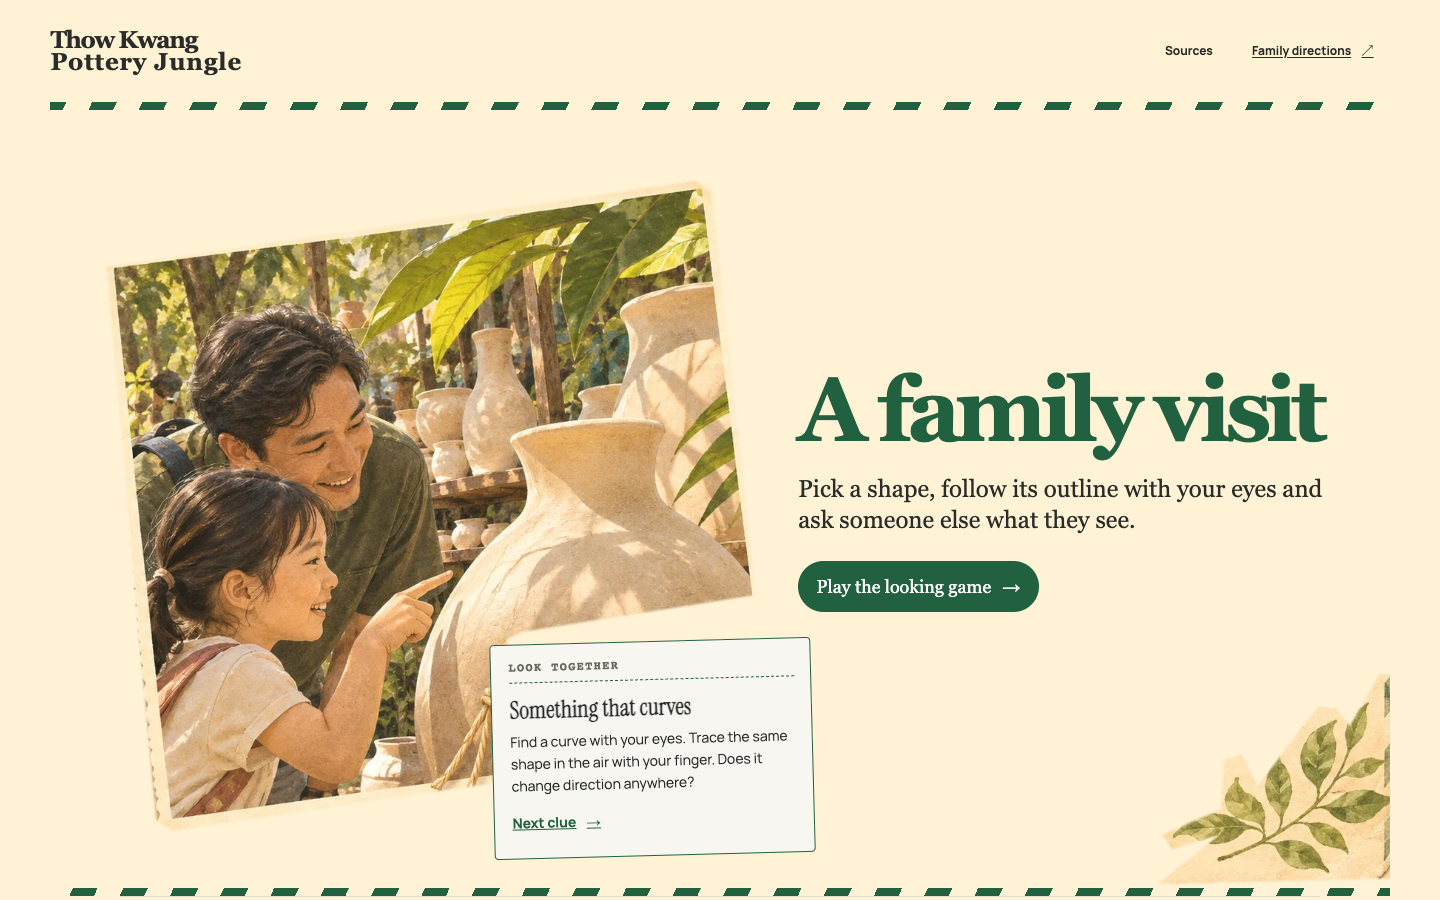 Thow Kwang
Pottery Jungle
Sources
Family directions ↗
A family visit
Pick a shape, follow its outline with your eyes and
ask someone else what they see.
Play the looking game →
LOOK TOGETHER
Something that curves
Find a curve with your eyes. Trace the same
shape in the air with your finger. Does it
change direction anywhere?
Next clue →